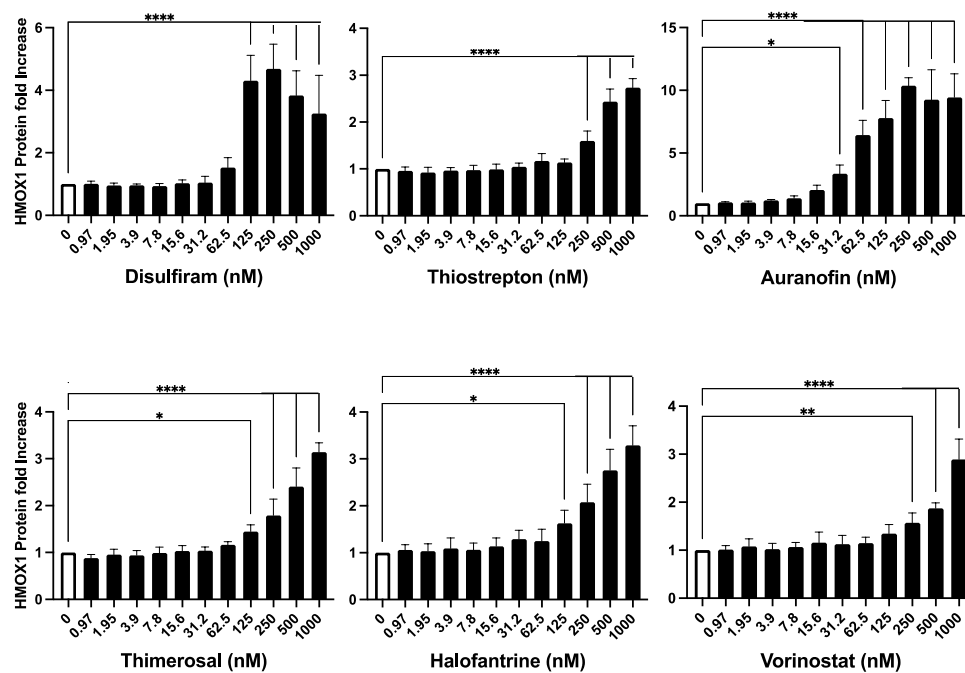 ****
HMOX1 Protein fold Increase
6
4
2
0
0 0.97 1.95 3.9 7.8 15.6 31.2 62.5 125 250 500 1000
Disulfiram (nM)
****
4
3
2
1
0
0 0.97 1.95 3.9 7.8 15.6 31.2 62.5 125 250 500 1000
Thiostrepton (nM)
****
*
15
10
5
0
0 0.97 1.95 3.9 7.8 15.6 31.2 62.5 125 250 500 1000
Auranofin (nM)
****
*
HMOX1 Protein fold Increase
4
3
2
1
0
0 0.97 1.95 3.9 7.8 15.6 31.2 62.5 125 250 500 1000
Thimerosal (nM)
****
*
4
3
2
1
0
0 0.97 1.95 3.9 7.8 15.6 31.2 62.5 125 250 500 1000
Halofantrine (nM)
****
**
4
3
2
1
0
0 0.97 1.95 3.9 7.8 15.6 31.2 62.5 125 250 500 1000
Vorinostat (nM)